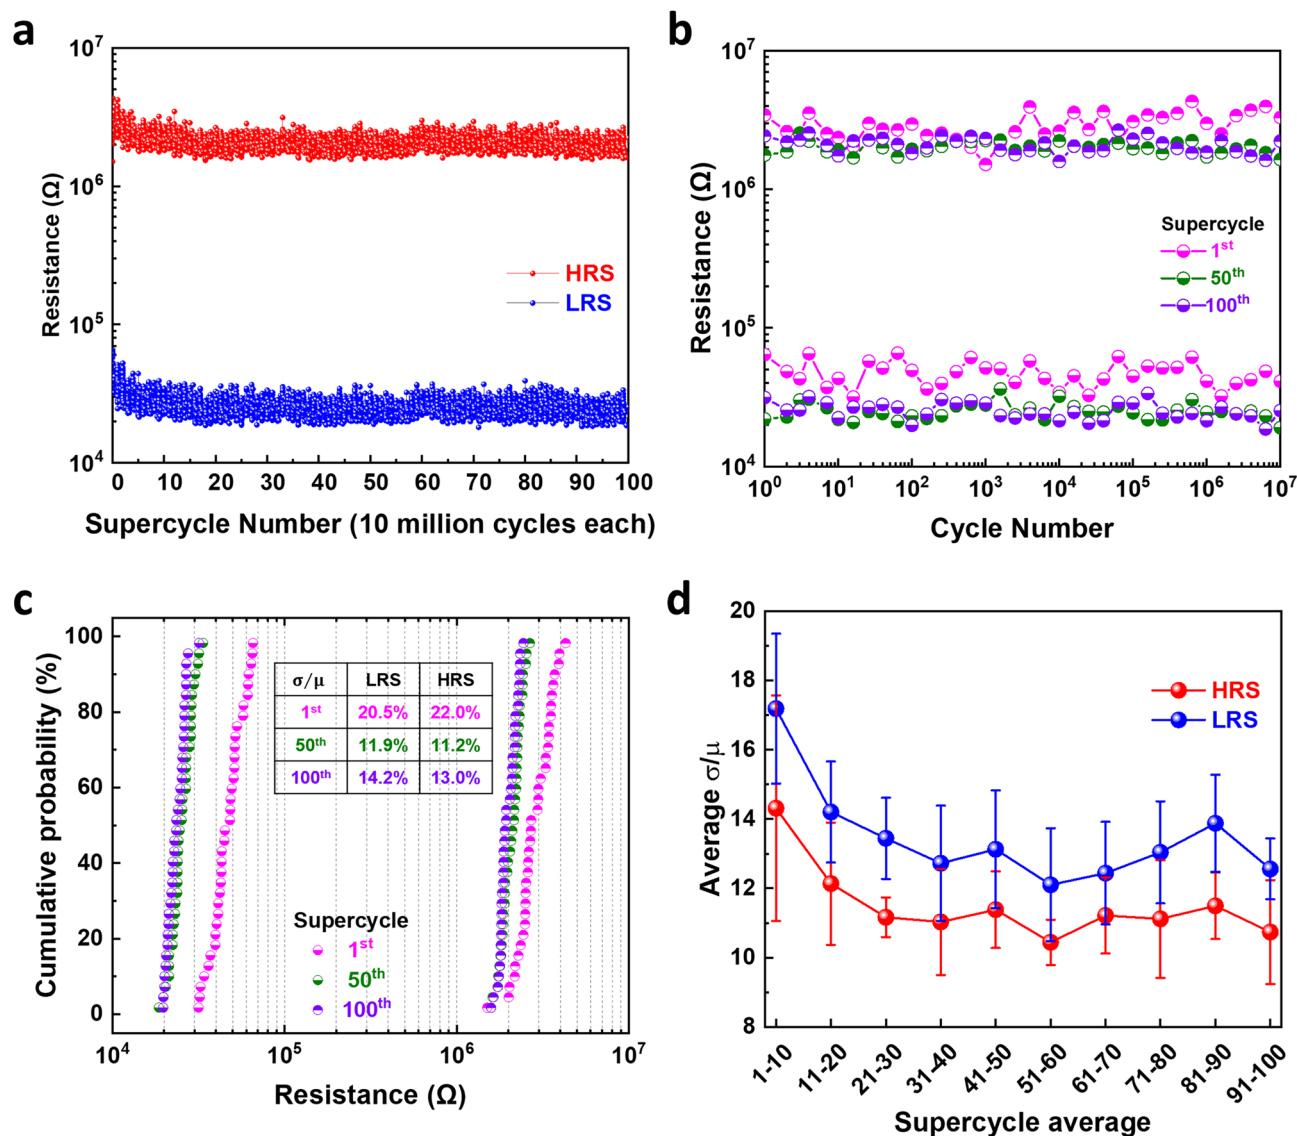 a
10⁷
10⁶
10⁵
10⁴
Resistance (Ω)
HRS
LRS
0 10 20 30 40 50 60 70 80 90 100
Supercycle Number (10 million cycles each)
b
10⁷
10⁶
10⁵
10⁴
Resistance (Ω)
Supercycle
1st
50th
100th
10⁰ 10¹ 10² 10³ 10⁴ 10⁵ 10⁶ 10⁷
Cycle Number
c
100
80
60
40
20
0
Cumulative probability (%)
σ/μ LRS HRS
1st 20.5% 22.0%
50th 11.9% 11.2%
100th 14.2% 13.0%
Supercycle
1st
50th
100th
10⁴ 10⁵ 10⁶ 10⁷
Resistance (Ω)
d
20
18
16
14
12
10
8
Average σ/μ
HRS
LRS
1-10 11-20 21-30 31-40 41-50 51-60 61-70 71-80 81-90 91-100
Supercycle average